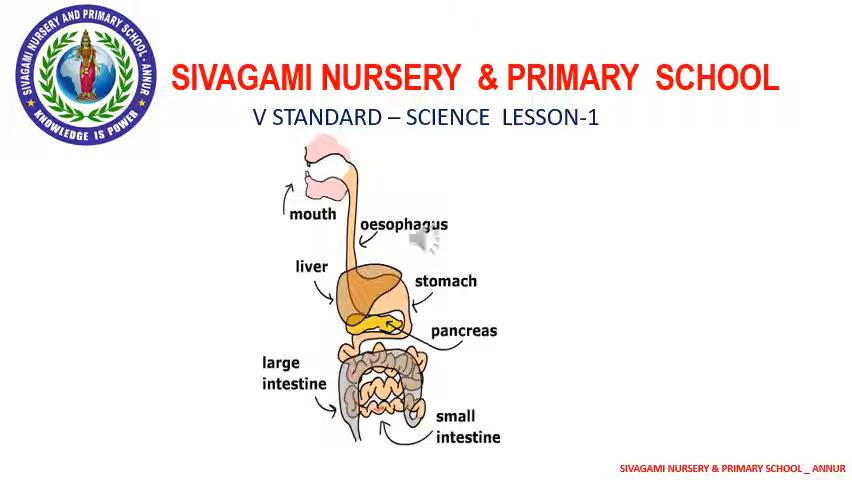 SIVAGAMI NURSERY AND PRIMARY SCHOOL - ANNUR
KNOWLEDGE IS POWER
SIVAGAMI NURSERY & PRIMARY SCHOOL
V STANDARD – SCIENCE LESSON-1
mouth
oesophagus
liver
stomach
pancreas
large
intestine
small
intestine
SIVAGAMI NURSERY & PRIMARY SCHOOL _ ANNUR